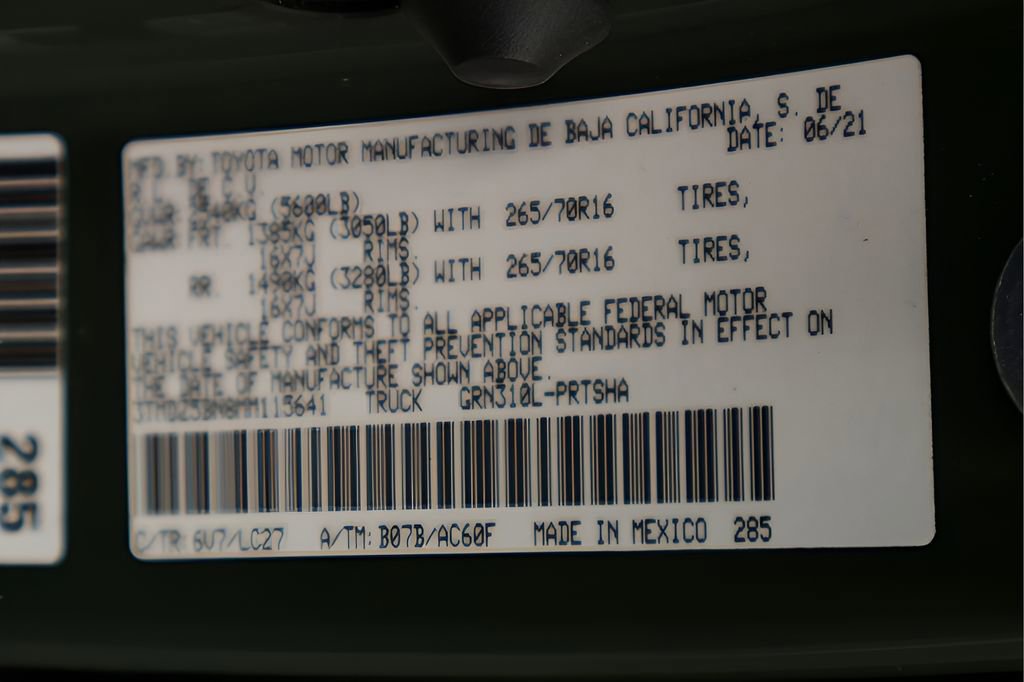 MFD. BY: TOYOTA MOTOR MANUFACTURING DE BAJA CALIFORNIA, S. DE
R.L. DE C.V. DATE: 06/21
GVWR 2540KG (5600LB)
GAWR FRT. 1385KG (3050LB) WITH 265/70R16 TIRES,
16X7J RIMS.
RR. 1490KG (3280LB) WITH 265/70R16 TIRES,
16X7J RIMS.
THIS VEHICLE CONFORMS TO ALL APPLICABLE FEDERAL MOTOR
VEHICLE SAFETY AND THEFT PREVENTION STANDARDS IN EFFECT ON
THE DATE OF MANUFACTURE SHOWN ABOVE.
TRUCK GRN310L-PRTSHA
C/TR: 6V7/LC27 A/TM: B07B/AC60F MADE IN MEXICO 285
285